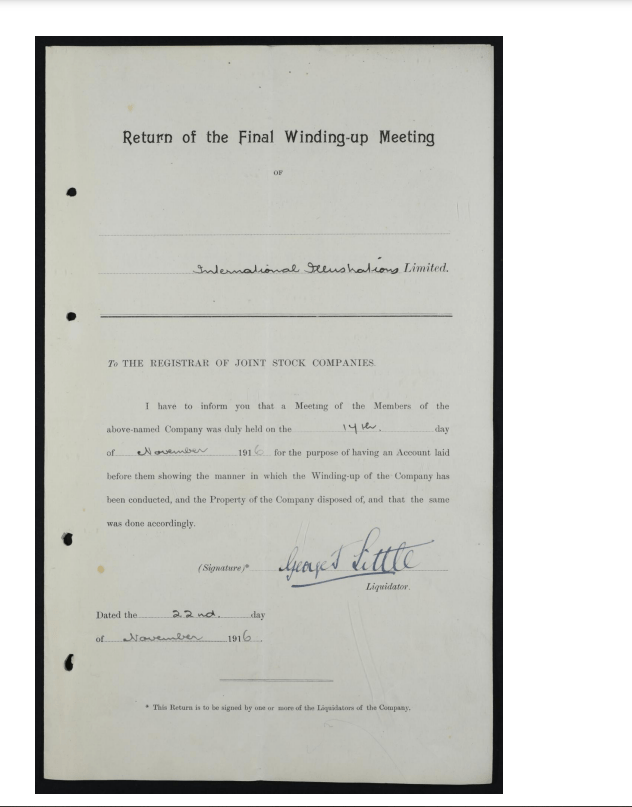 Return of the Final Winding-up Meeting
OF
International Illustrations Limited.
To THE REGISTRAR OF JOINT STOCK COMPANIES.
I have to inform you that a Meeting of the Members of the
above-named Company was duly held on the 17th. day
of November 1916 for the purpose of having an Account laid
before them showing the manner in which the Winding-up of the Company has
been conducted, and the Property of the Company disposed of, and that the same
was done accordingly.
(Signature)* George T Little
Liquidator.
Dated the 22nd. day
of November 1916.
* This Return is to be signed by one or more of the Liquidators of the Company.